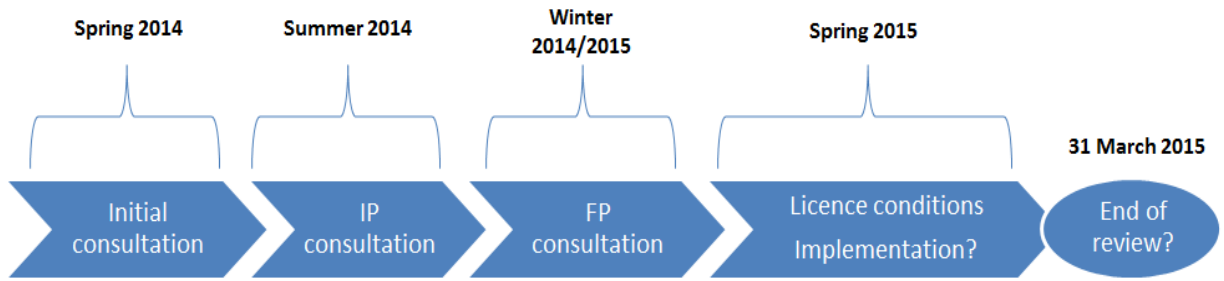 Spring 2014
Summer 2014
Winter
2014/2015
Spring 2015
31 March 2015
Initial
consultation
IP
consultation
FP
consultation
Licence conditions
Implementation?
End of
review?